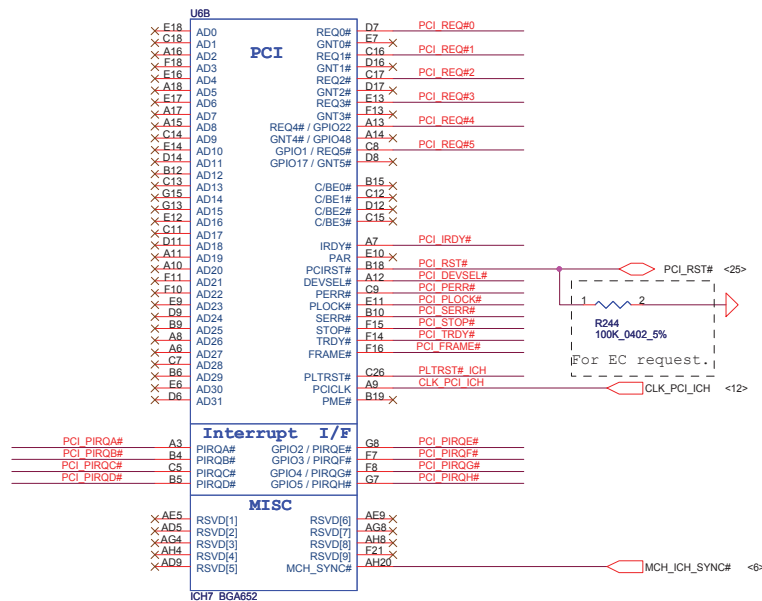 U6B
PCI
E18 AD0 REQ0# D7 PCI_REQ#0
C18 AD1 GNT0# E7
A16 AD2 REQ1# C16 PCI_REQ#1
F18 AD3 GNT1# D16
E16 AD4 REQ2# C17 PCI_REQ#2
A18 AD5 GNT2# D17
E17 AD6 REQ3# E13 PCI_REQ#3
A17 AD7 GNT3# F13
A15 AD8 REQ4# / GPIO22 A13 PCI_REQ#4
C14 AD9 GNT4# / GPIO48 A14
E14 AD10 GPIO1 / REQ5# C8 PCI_REQ#5
D14 AD11 GPIO17 / GNT5# D8
B12 AD12
C13 AD13 C/BE0# B15
G15 AD14 C/BE1# C12
G13 AD15 C/BE2# D12
E12 AD16 C/BE3# C15
C11 AD17
D11 AD18 IRDY# A7 PCI_IRDY#
A11 AD19 PAR E10
A10 AD20 PCIRST# B18 PCI_RST# PCI_RST# <25>
F11 AD21 DEVSEL# A12 PCI_DEVSEL#
F10 AD22 PERR# C9 PCI_PERR#
E9 AD23 PLOCK# E11 PCI_PLOCK#
D9 AD24 SERR# B10 PCI_SERR#
B9 AD25 STOP# F15 PCI_STOP#
A8 AD26 TRDY# F14 PCI_TRDY#
A6 AD27 FRAME# F16 PCI_FRAME#
C7 AD28
B6 AD29 PLTRST# C26 PLTRST#_ICH
E6 AD30 PCICLK A9 CLK_PCI_ICH CLK_PCI_ICH <12>
D6 AD31 PME# B19
1 2
R244
100K_0402_5%
For EC request.
Interrupt I/F
PCI_PIRQA# A3 PIRQA# GPIO2 / PIRQE# G8 PCI_PIRQE#
PCI_PIRQB# B4 PIRQB# GPIO3 / PIRQF# F7 PCI_PIRQF#
PCI_PIRQC# C5 PIRQC# GPIO4 / PIRQG# F8 PCI_PIRQG#
PCI_PIRQD# B5 PIRQD# GPIO5 / PIRQH# G7 PCI_PIRQH#
MISC
AE5 RSVD[1] RSVD[6] AE9
AD5 RSVD[2] RSVD[7] AG8
AG4 RSVD[3] RSVD[8] AH8
AH4 RSVD[4] RSVD[9] F21
AD9 RSVD[5] MCH_SYNC# AH20 MCH_ICH_SYNC# <6>
ICH7_BGA652